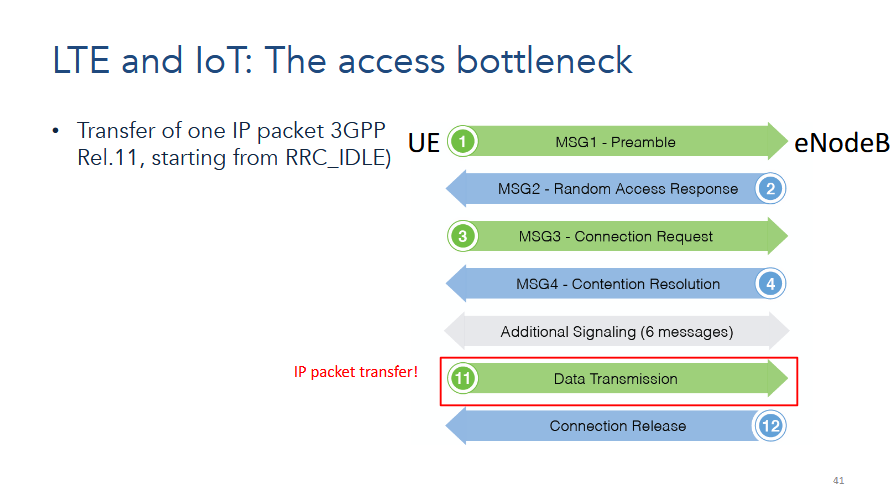 LTE and IoT: The access bottleneck
• Transfer of one IP packet 3GPP
Rel.11, starting from RRC_IDLE)
UE
1 MSG1 - Preamble
eNodeB
MSG2 - Random Access Response 2
3 MSG3 - Connection Request
MSG4 - Contention Resolution 4
Additional Signaling (6 messages)
IP packet transfer!
11 Data Transmission
Connection Release 12
41